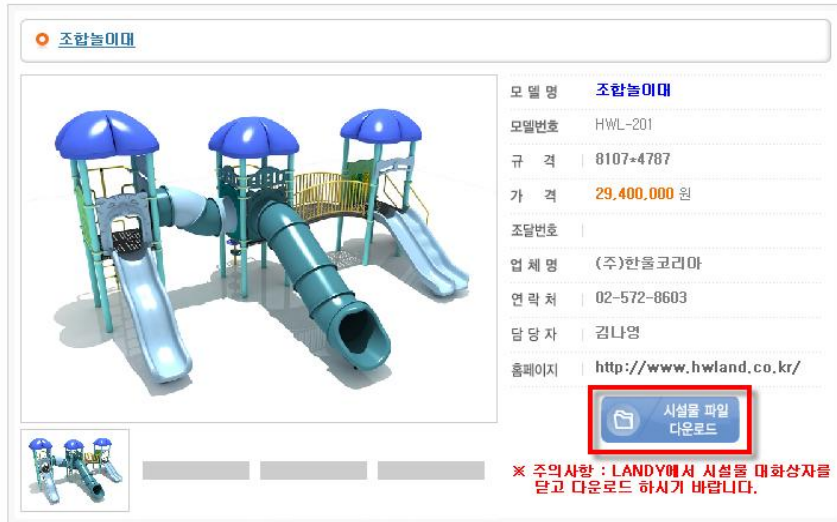 조합놀이대
모 델 명 조합놀이대
모델번호 HWL-201
규 격 8107*4787
가 격 29,400,000 원
조달번호
업 체 명 (주)한울코리아
연 락 처 02-572-8603
담 당 자 김나영
홈페이지 http://www.hwland.co.kr/
시설물 파일
다운로드
※ 주의사항 : LANDY에서 시설물 대화상자를
닫고 다운로드 하시기 바랍니다.